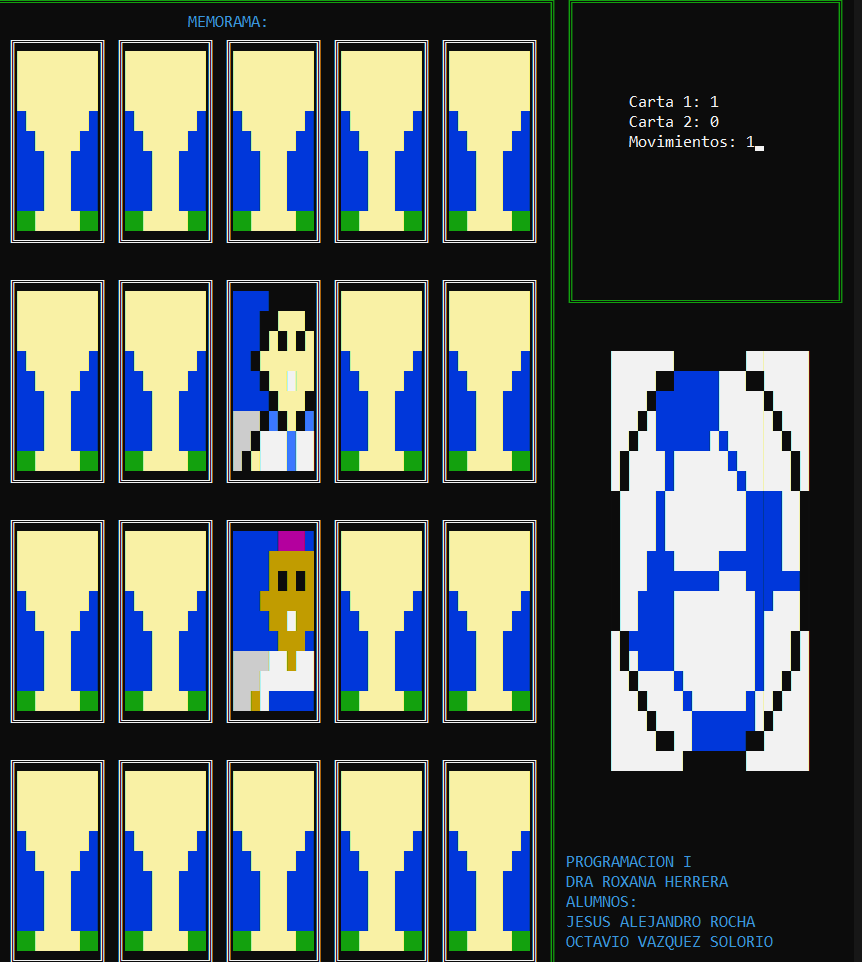 MEMORAMA:
Carta 1: 1
Carta 2: 0
Movimientos: 1
PROGRAMACION I
DRA ROXANA HERRERA
ALUMNOS:
JESUS ALEJANDRO ROCHA
OCTAVIO VAZQUEZ SOLORIO